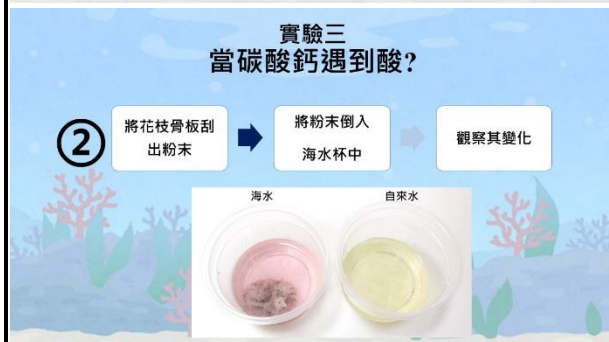 實驗三
當碳酸鈣遇到酸?
②
將花枝骨板刮
出粉末
將粉末倒入
海水杯中
觀察其變化
海水
自來水